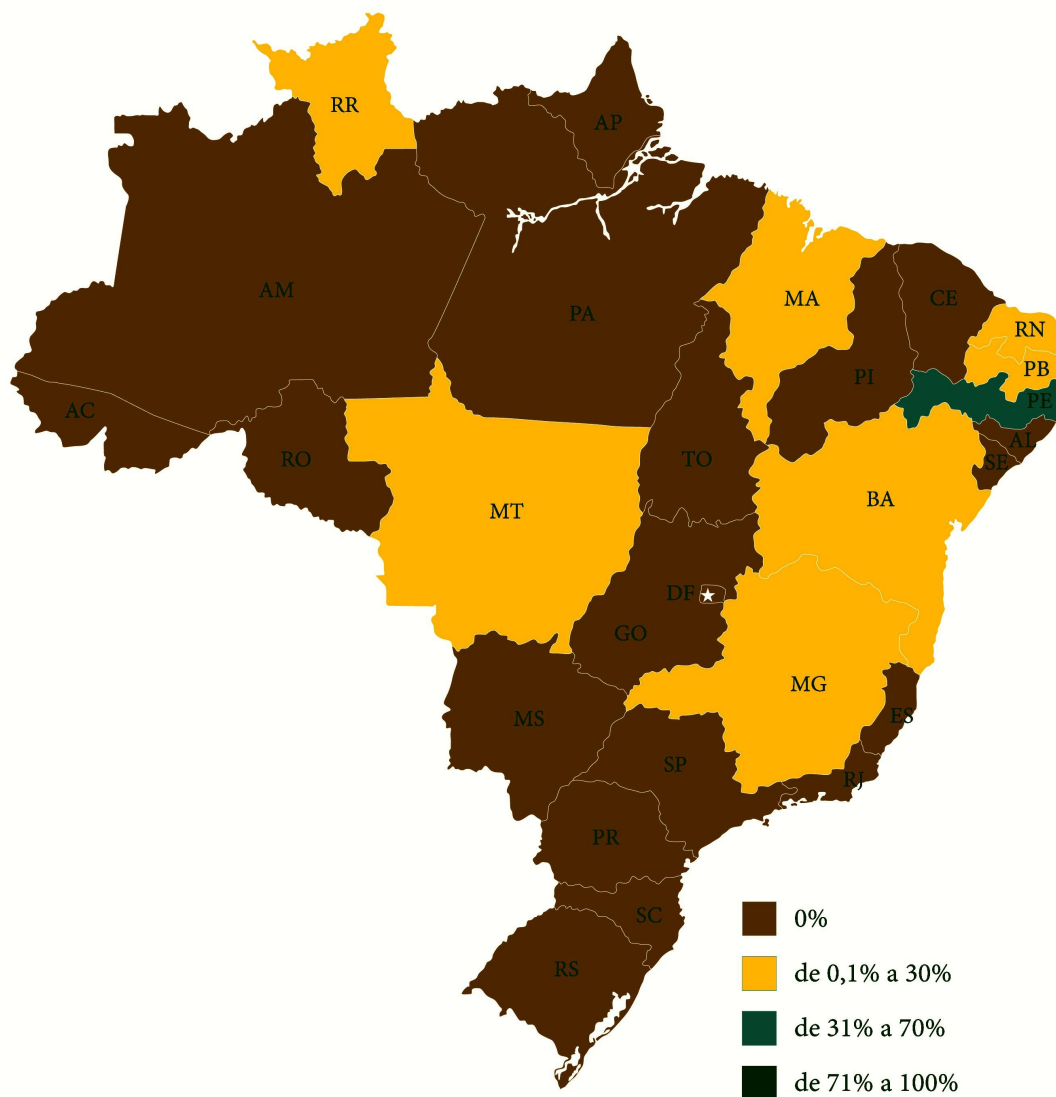 RR
AP
AM
PA
MA
CE
RN
PB
PI
PE
AC
AL
RO
TO
SE
BA
MT
DF
GO
MG
MS
ES
SP
RJ
PR
SC
RS
0%
de 0,1% a 30%
de 31% a 70%
de 71% a 100%